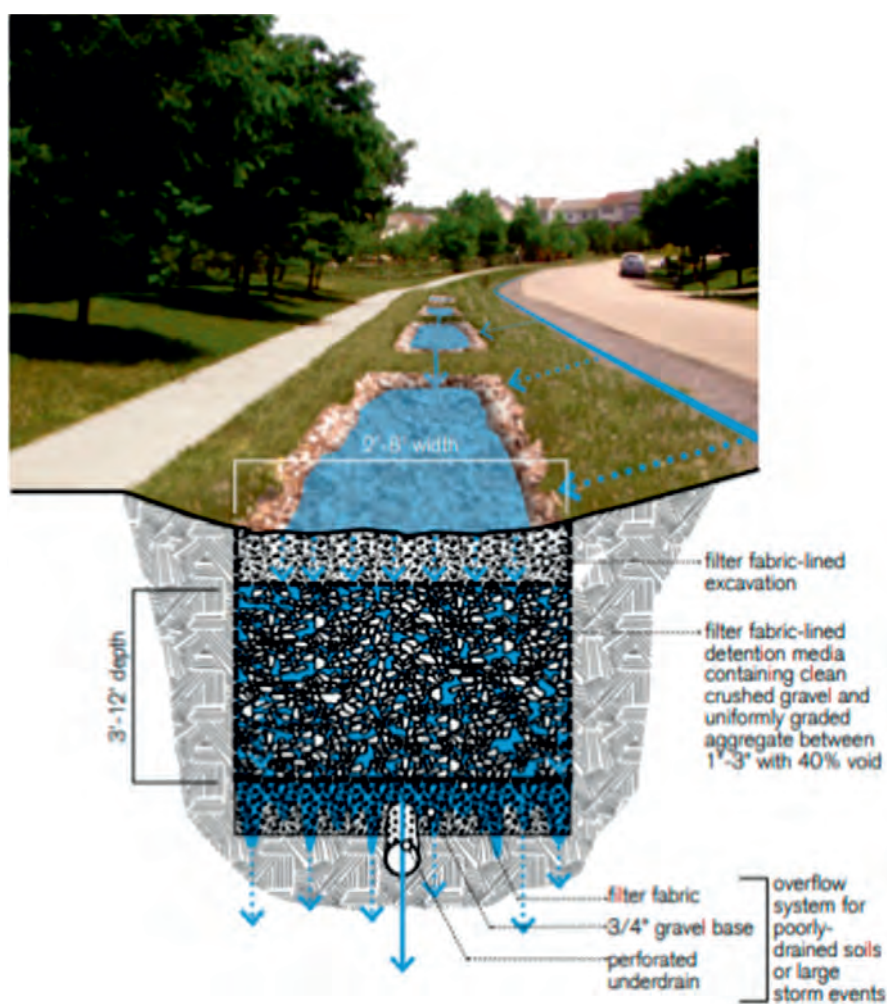 2'-8' width
3'-12' depth
filter fabric-lined
excavation
filter fabric-lined
detention media
containing clean
crushed gravel and
uniformly graded
aggregate between
1"-3" with 40% void
filter fabric
3/4" gravel base
perforated
underdrain
overflow
system for
poorly-
drained soils
or large
storm events